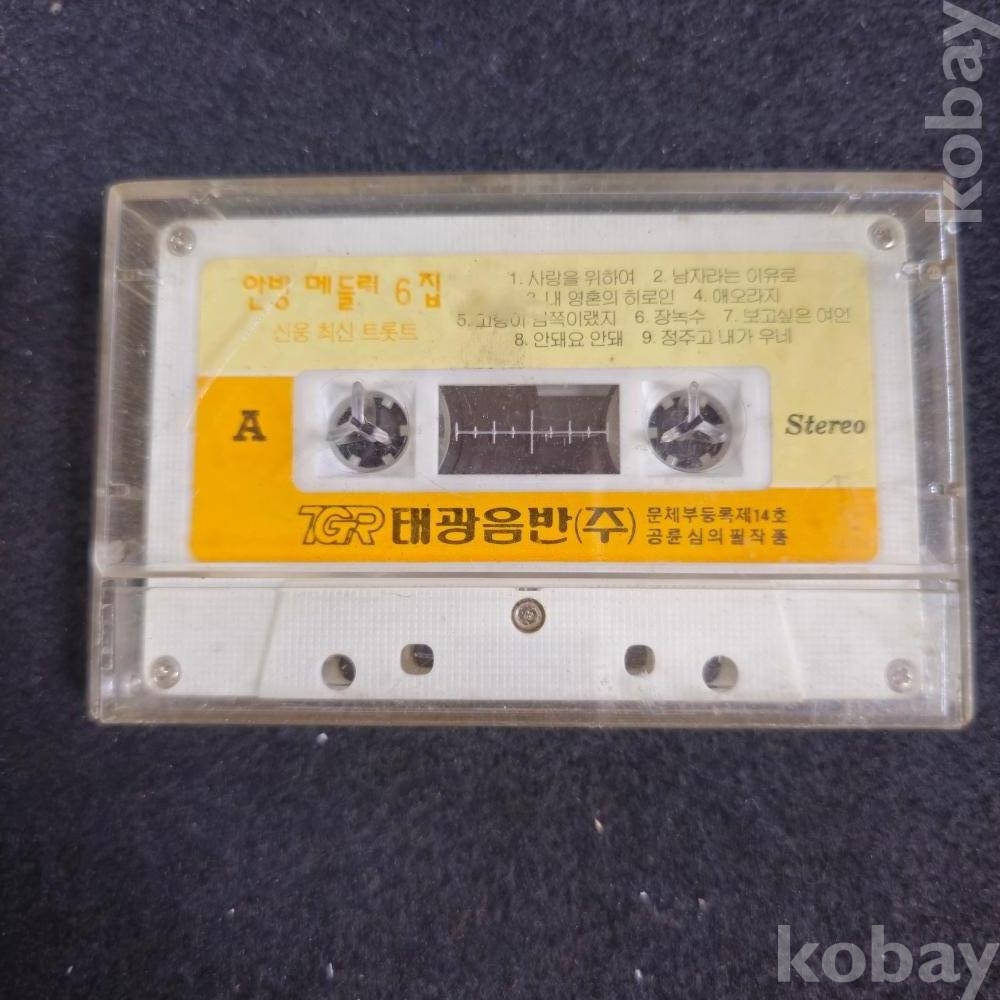 kobay
안방 메들리 6집
신웅 최신 트롯트
1. 사랑을 위하여 2. 남자라는 이유로
3. 내 영혼의 히로인 4. 애오라지
5. 고향이 남쪽이랬지 6. 장녹수 7. 보고싶은 여인
8. 안돼요 안돼 9. 정주고 내가 우네
A
Stereo
TGR 태광음반(주) 문체부등록제14호
공륜심의필작품
kobay